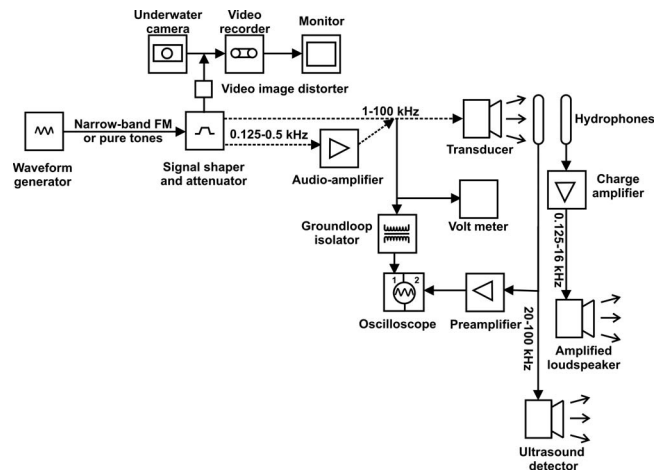 Underwater
camera
Video
recorder
Monitor
Video image distorter
Narrow-band FM
or pure tones
Waveform
generator
Signal shaper
and attenuator
1-100 kHz
0.125-0.5 kHz
Audio-amplifier
Transducer
Hydrophones
Charge
amplifier
0.125-16 kHz
Groundloop
isolator
Volt meter
1 2
Oscilloscope
Preamplifier
20-100 kHz
Amplified
loudspeaker
Ultrasound
detector